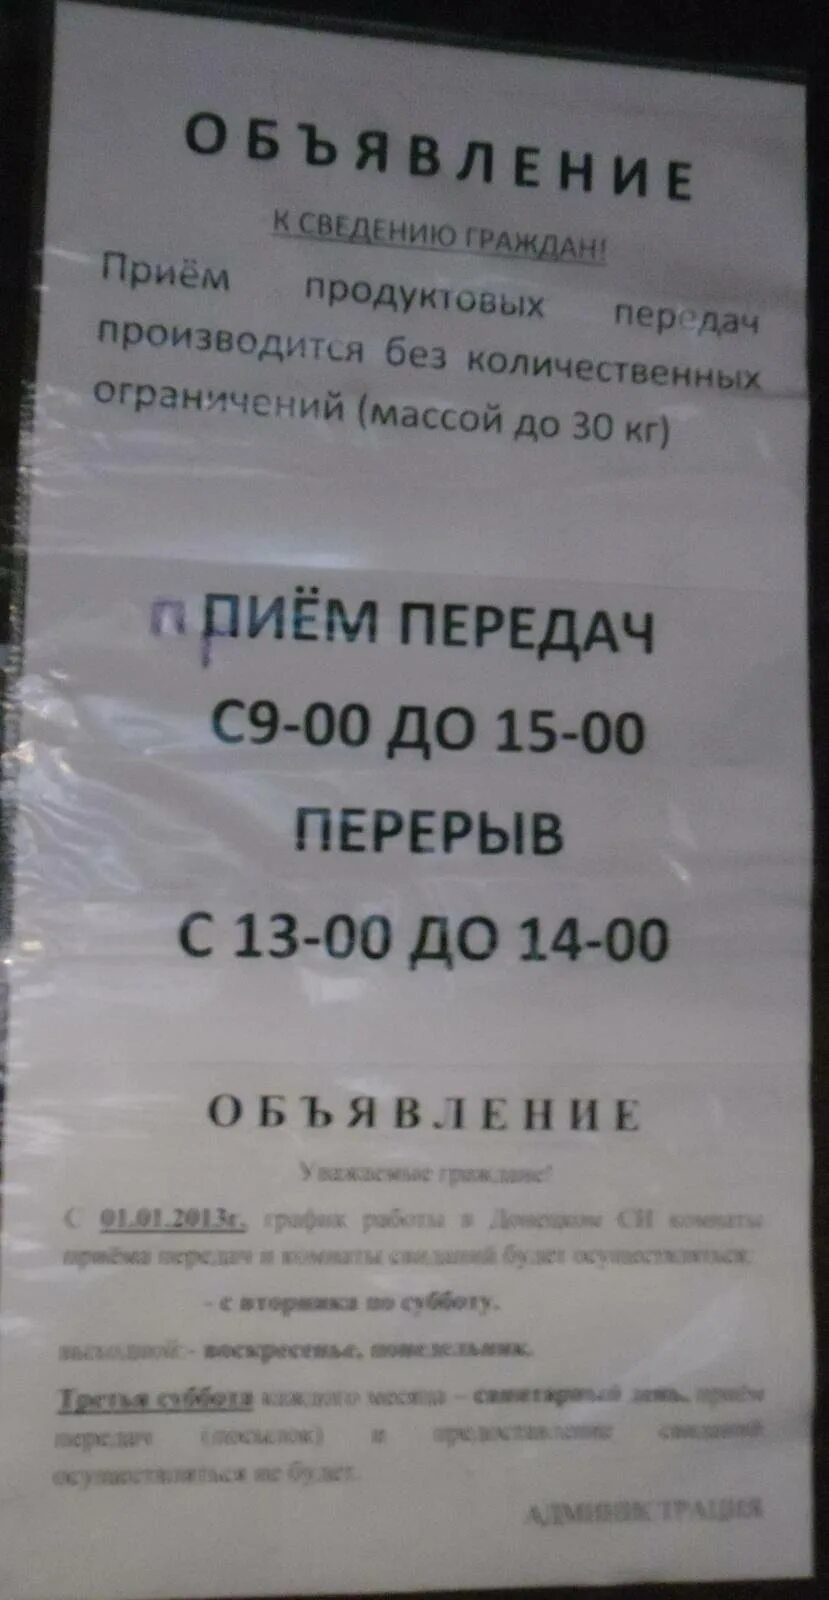 ОБЪЯВЛЕНИЕ
К СВЕДЕНИЮ ГРАЖДАН!
Приём продуктовых передач
производится без количественных
ограничений (массой до 30 кг)
ПРИЁМ ПЕРЕДАЧ
С9-00 ДО 15-00
ПЕРЕРЫВ
С 13-00 ДО 14-00
ОБЪЯВЛЕНИЕ
Уважаемые граждане!
С 01.01.2013г. график работы в Донецком СИ комнаты
приёма передач и комнаты свиданий будет осуществляться:
- с вторника по субботу.
выходной:- воскресенье, понедельник.
Третья суббота каждого месяца – санитарный день, приём
передач (посылок) и предоставление свиданий
осуществляться не будет.
АДМИНИСТРАЦИЯ